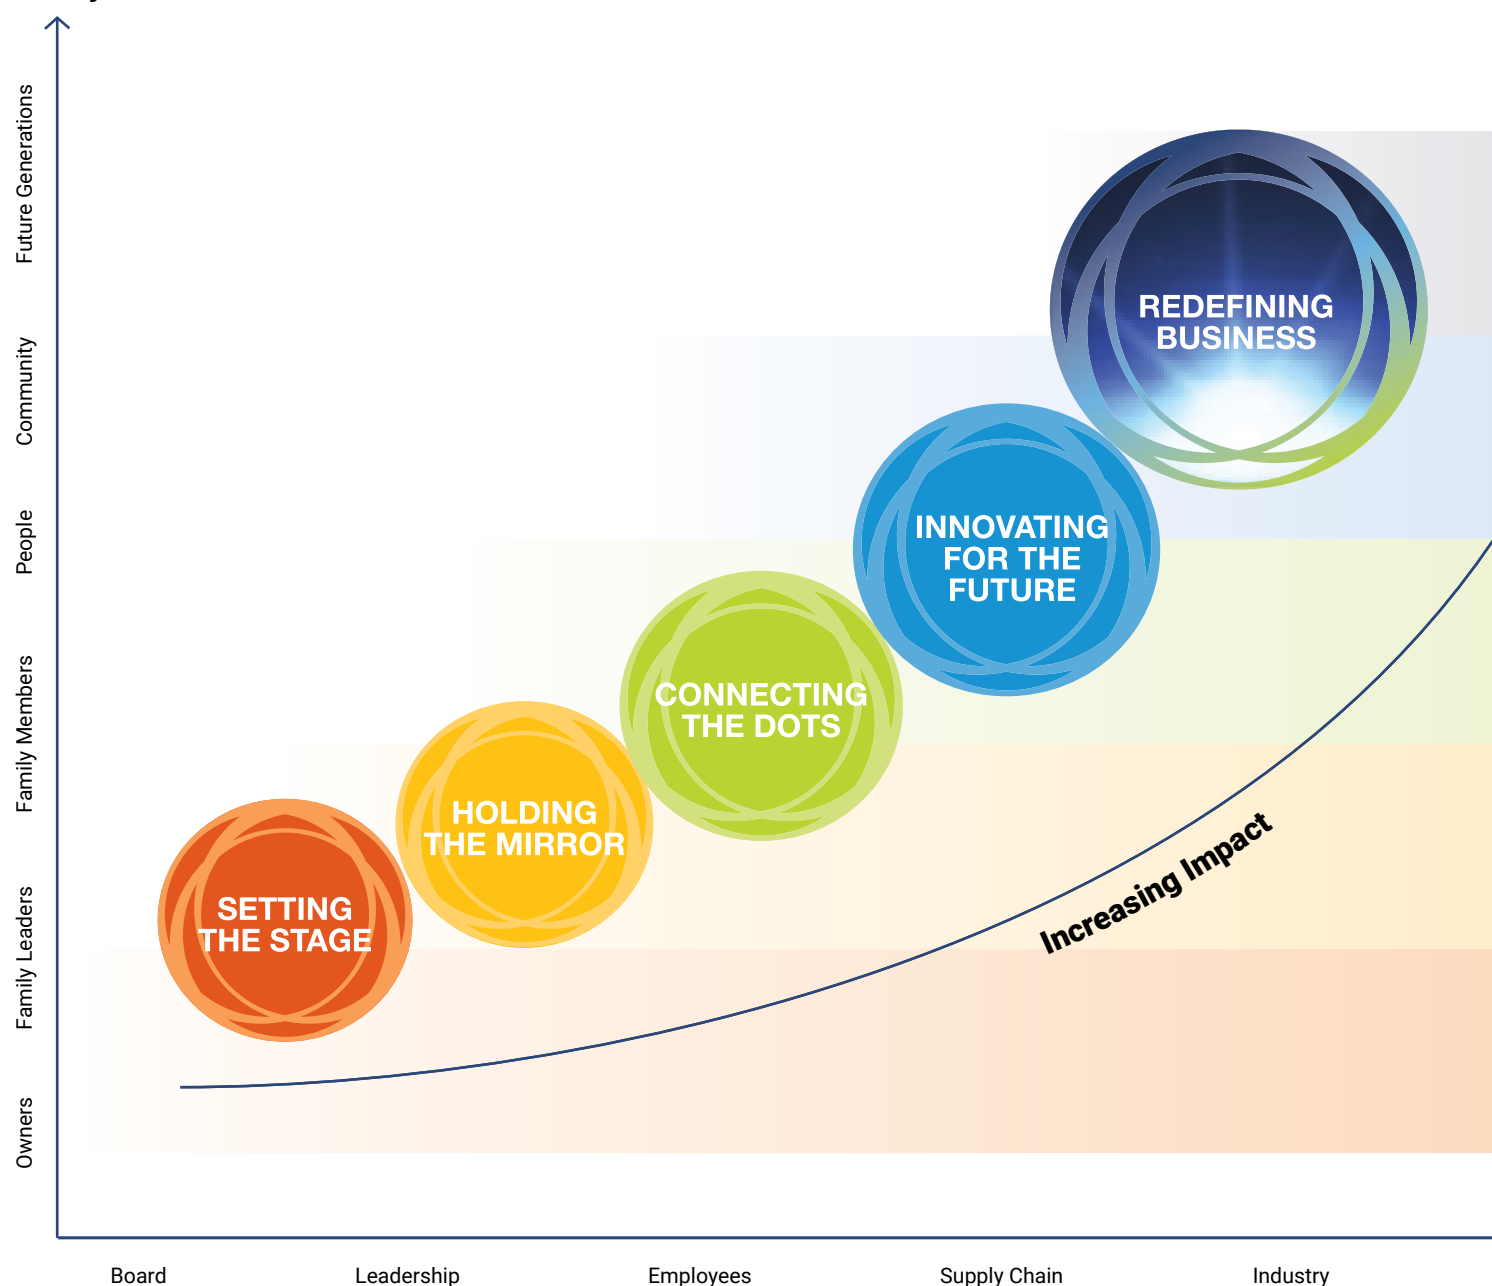 Future Generations
Community
People
Family Members
Family Leaders
Owners
REDEFINING
BUSINESS
INNOVATING
FOR THE
FUTURE
CONNECTING
THE DOTS
HOLDING
THE MIRROR
SETTING
THE STAGE
Increasing Impact
Board
Leadership
Employees
Supply Chain
Industry